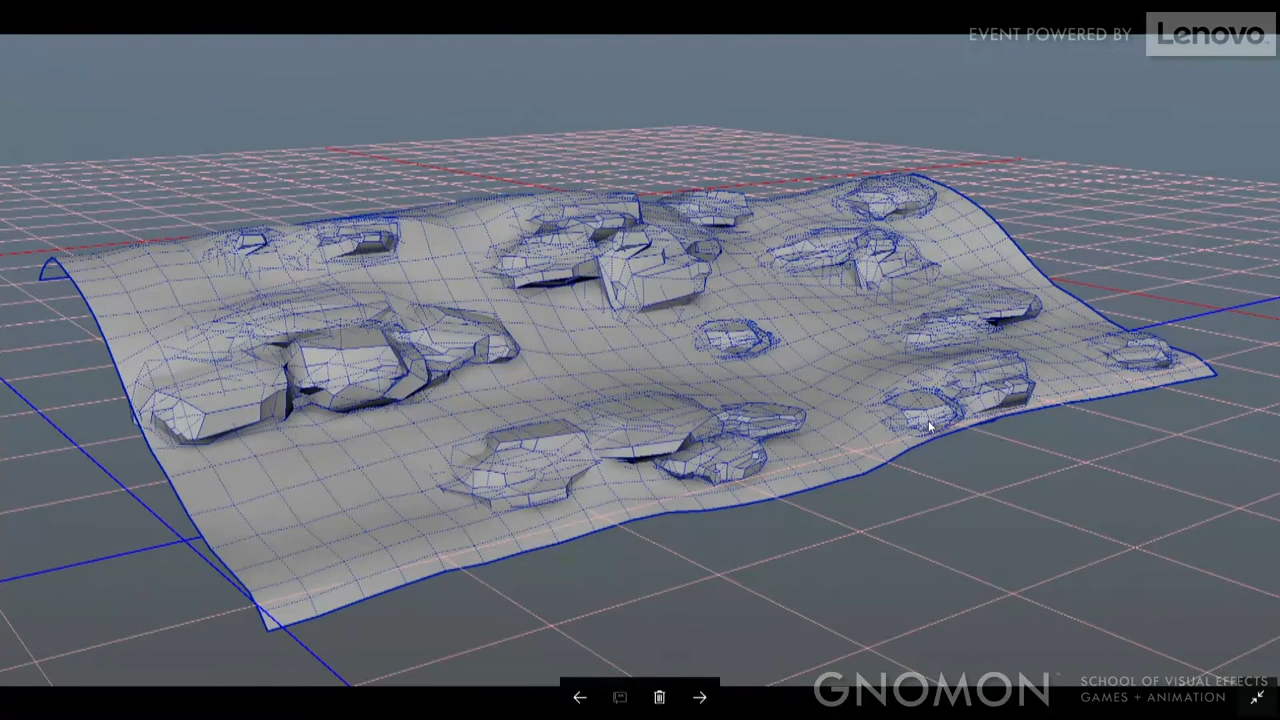 EVENT POWERED BY Lenovo
GNOMON
SCHOOL OF VISUAL EFFECTS
GAMES + ANIMATION